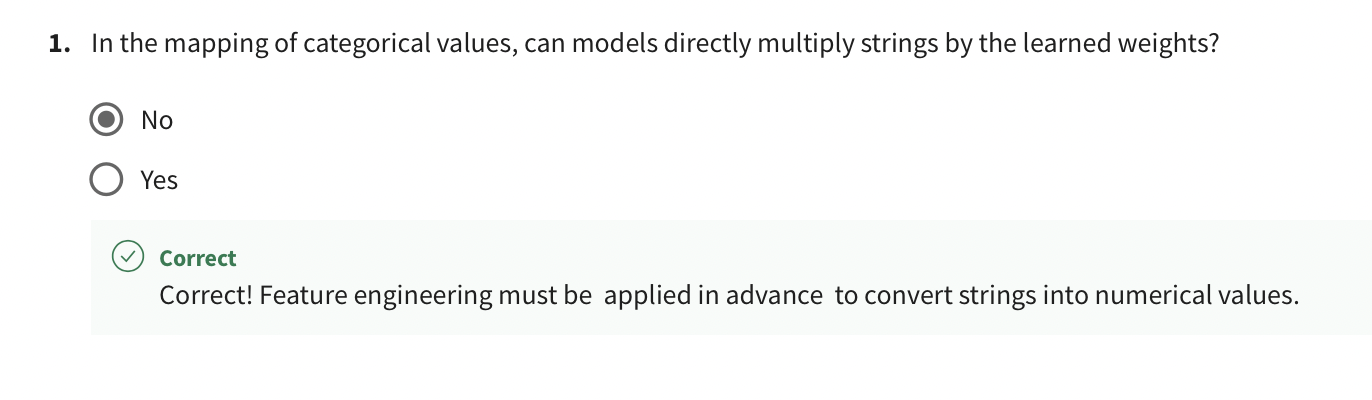 1. In the mapping of categorical values, can models directly multiply strings by the learned weights?
No
Yes
Correct
Correct! Feature engineering must be applied in advance to convert strings into numerical values.